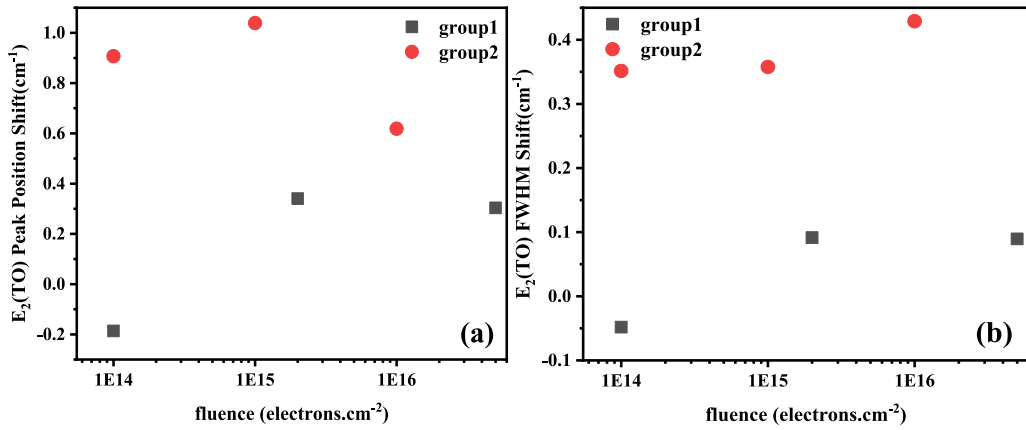 E₂(TO) Peak Position Shift(cm⁻¹)
1.0
0.8
0.6
0.4
0.2
0.0
-0.2
group1
group2
(a)
1E14
1E15
1E16
fluence (electrons.cm⁻²)
E₂(TO) FWHM Shift(cm⁻¹)
0.4
0.3
0.2
0.1
0.0
-0.1
group1
group2
(b)
1E14
1E15
1E16
fluence (electrons.cm⁻²)